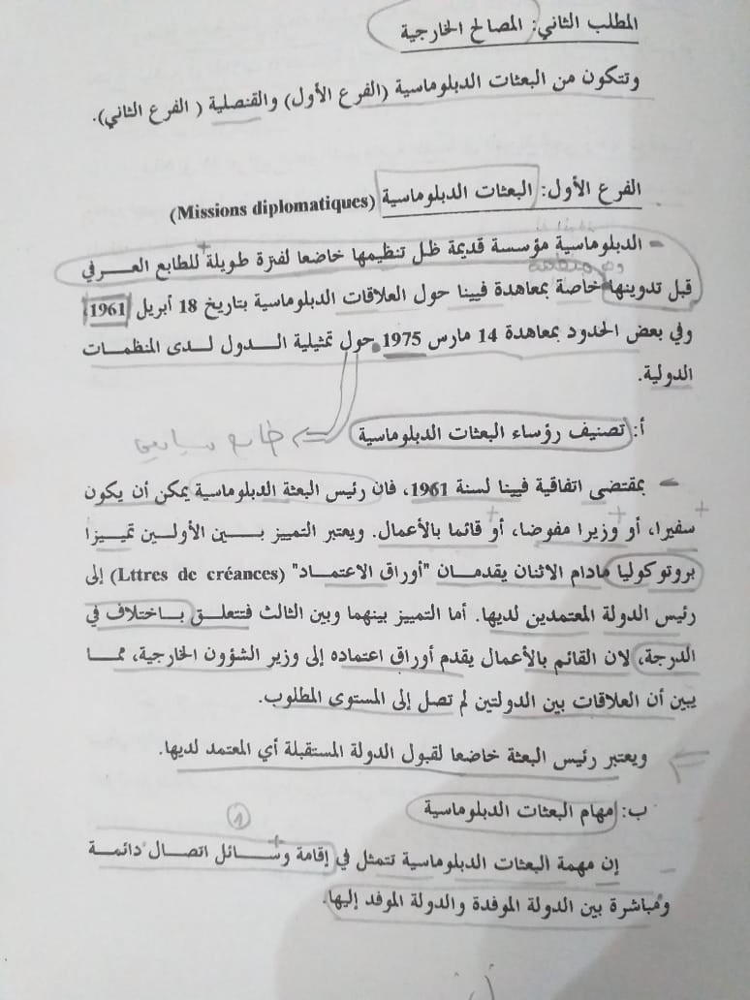 المطلب الثاني: المصالح الخارجية
وتتكون من البعثات الدبلوماسية (الفرع الأول) والقنصلية ( الفرع الثاني).
الفرع الأول: البعثات الدبلوماسية (Missions diplomatiques)
الدبلوماسية مؤسسة قديمة ظل تنظيمها خاضعا لفترة طويلة للطابع العرفي
قبل تدوينها خاصة بمعاهدة فيينا حول العلاقات الدبلوماسية بتاريخ 18 أبريل 1961،
وفي بعض الحدود بمعاهدة 14 مارس 1975 حول تمثيلية الدول لدى المنظمات
الدولية.
أ: تصنيف رؤساء البعثات الدبلوماسية
بمقتضى اتفاقية فيينا لسنة 1961، فان رئيس البعثة الدبلوماسية يمكن أن يكون
سفيرا، أو وزيرا مفوضا، أو قائما بالأعمال. ويعتبر التمييز بين الأولين تمييزا
بروتوكوليا مادام الاثنان يقدمان "أوراق الاعتماد" (Lttres de créances) إلى
رئيس الدولة المعتمدين لديها. أما التمييز بينهما وبين الثالث فتتعلق باختلاف في
الدرجة، لان القائم بالأعمال يقدم أوراق اعتماده إلى وزير الشؤون الخارجية، مما
يبين أن العلاقات بين الدولتين لم تصل إلى المستوى المطلوب.
ويعتبر رئيس البعثة خاضعا لقبول الدولة المستقبلة أي المعتمد لديها.
ب: مهام البعثات الدبلوماسية
1
إن مهمة البعثات الدبلوماسية تتمثل في إقامة وسائل اتصال دائمة
ومباشرة بين الدولة الموفدة والدولة الموفد إليها.